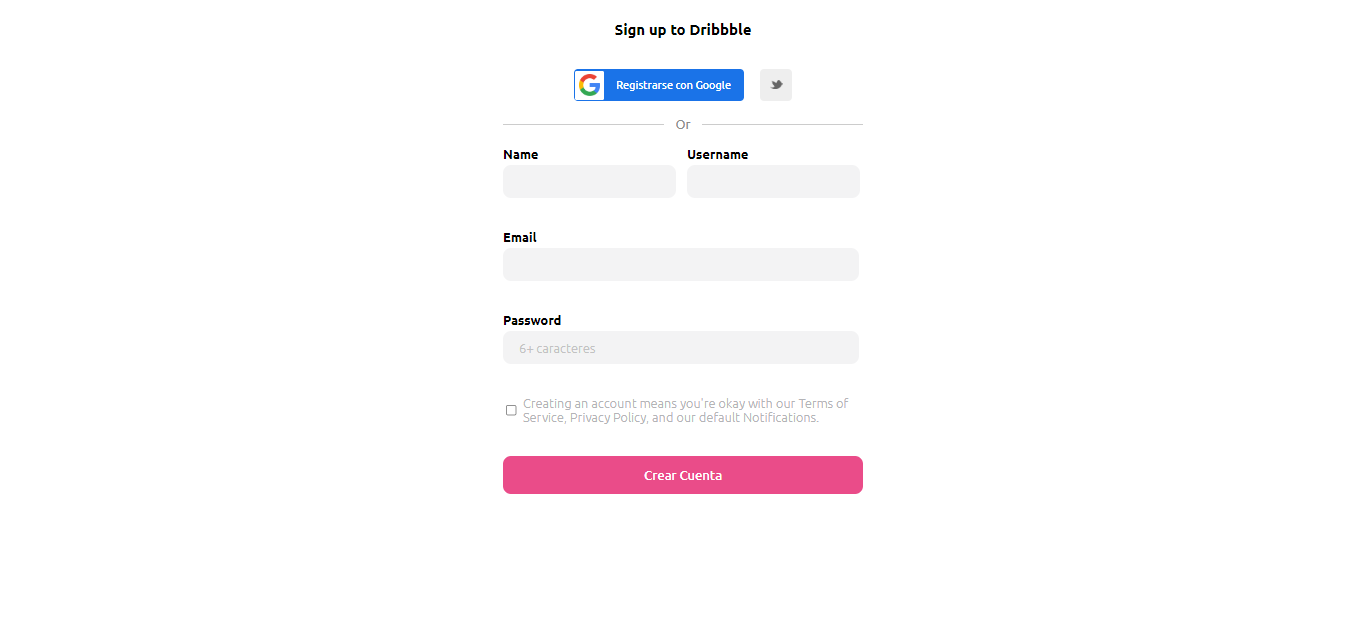 Sign up to Dribbble
Registrarse con Google
Or
Name Username
Email
Password
6+ caracteres
Creating an account means you're okay with our Terms of
Service, Privacy Policy, and our default Notifications.
Crear Cuenta